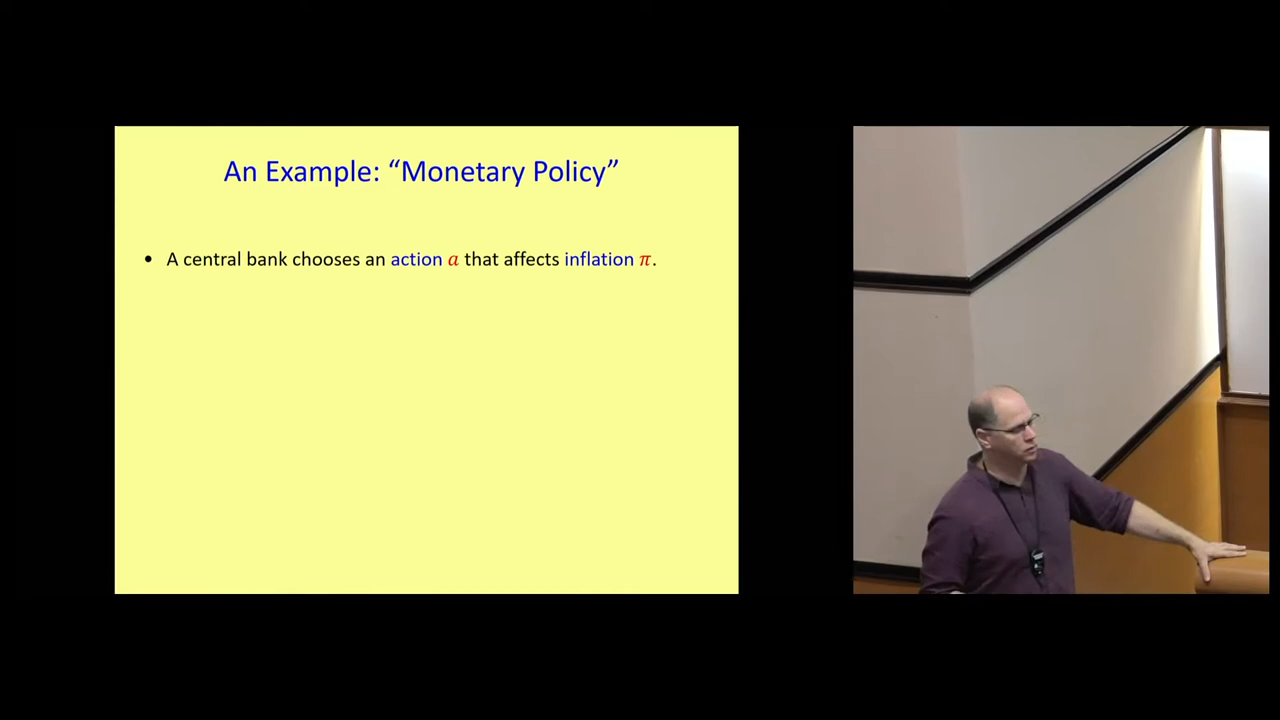 An Example: “Monetary Policy”
• A central bank chooses an action a that affects inflation π.